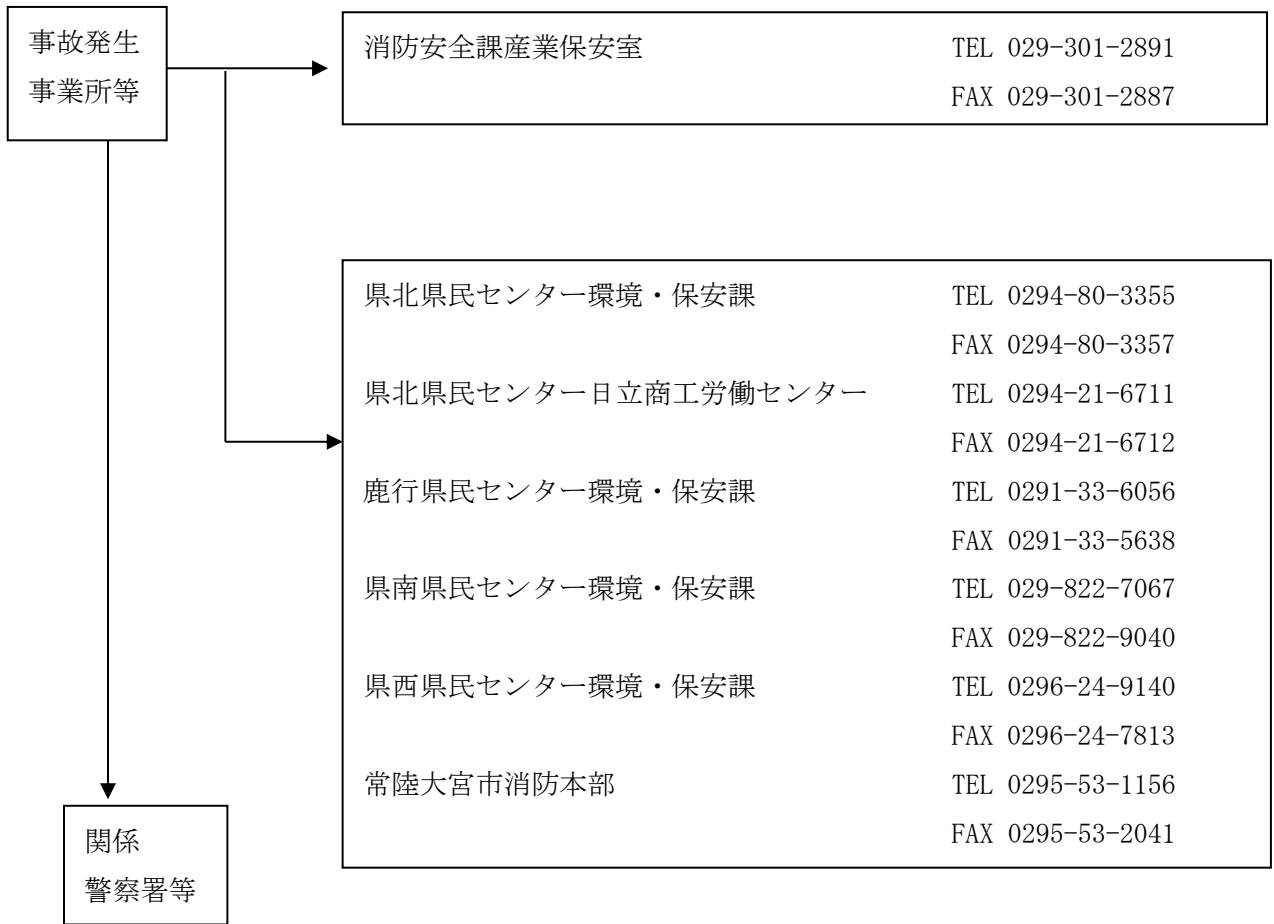 事故発生
事業所等
消防安全課産業保安室 TEL 029-301-2891
FAX 029-301-2887
県北県民センター環境・保安課 TEL 0294-80-3355
FAX 0294-80-3357
県北県民センター日立商工労働センター TEL 0294-21-6711
FAX 0294-21-6712
鹿行県民センター環境・保安課 TEL 0291-33-6056
FAX 0291-33-5638
県南県民センター環境・保安課 TEL 029-822-7067
FAX 029-822-9040
県西県民センター環境・保安課 TEL 0296-24-9140
FAX 0296-24-7813
常陸大宮市消防本部 TEL 0295-53-1156
FAX 0295-53-2041
関係
警察署等